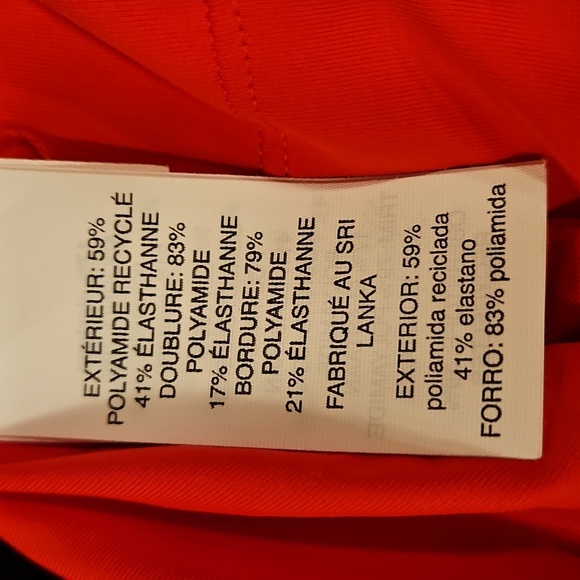 EXTÉRIEUR: 59%
POLYAMIDE RECYCLÉ
41% ÉLASTHANNE
DOUBLURE: 83%
POLYAMIDE
17% ÉLASTHANNE
BORDURE: 79%
POLYAMIDE
21% ÉLASTHANNE
FABRIQUÉ AU SRI
LANKA
EXTERIOR: 59%
poliamida reciclada
41% elastano
FORRO: 83% poliamida